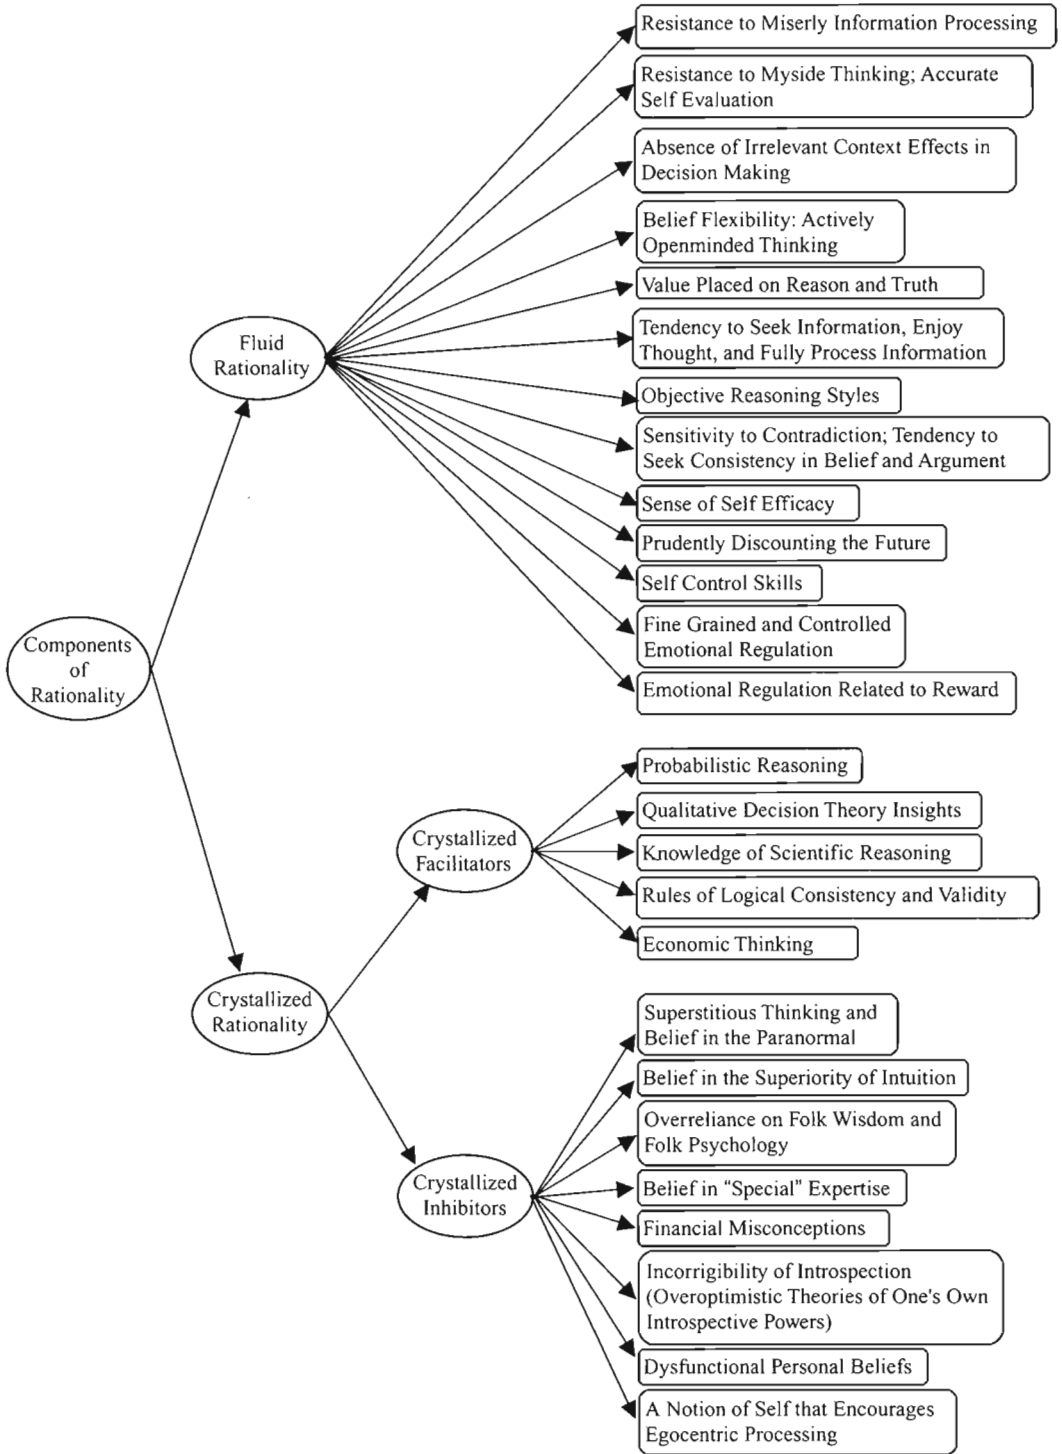 Resistance to Miserly Information Processing
Resistance to Myside Thinking; Accurate
Self Evaluation
Absence of Irrelevant Context Effects in
Decision Making
Belief Flexibility: Actively
Openminded Thinking
Value Placed on Reason and Truth
Tendency to Seek Information, Enjoy
Thought, and Fully Process Information
Objective Reasoning Styles
Sensitivity to Contradiction; Tendency to
Seek Consistency in Belief and Argument
Sense of Self Efficacy
Prudently Discounting the Future
Self Control Skills
Fine Grained and Controlled
Emotional Regulation
Emotional Regulation Related to Reward
Fluid
Rationality
Components
of
Rationality
Probabilistic Reasoning
Qualitative Decision Theory Insights
Knowledge of Scientific Reasoning
Rules of Logical Consistency and Validity
Economic Thinking
Crystallized
Facilitators
Crystallized
Rationality
Superstitious Thinking and
Belief in the Paranormal
Belief in the Superiority of Intuition
Overreliance on Folk Wisdom and
Folk Psychology
Belief in “Special” Expertise
Financial Misconceptions
Incorrigibility of Introspection
(Overoptimistic Theories of One's Own
Introspective Powers)
Dysfunctional Personal Beliefs
A Notion of Self that Encourages
Egocentric Processing
Crystallized
Inhibitors